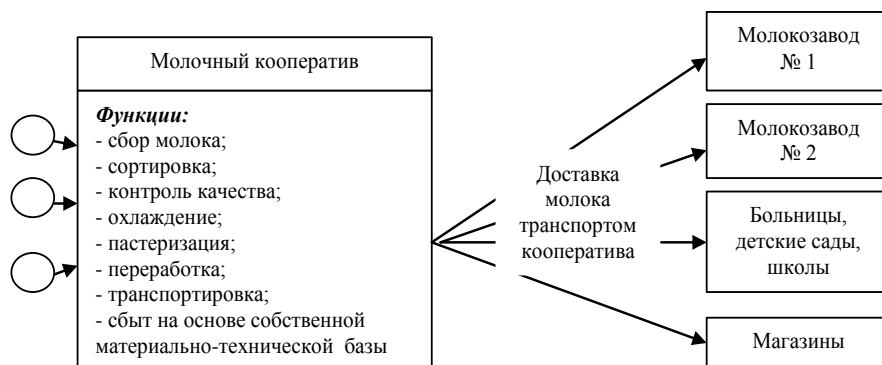 Молочный кооператив
Функции:
- сбор молока;
- сортировка;
- контроль качества;
- охлаждение;
- пастеризация;
- переработка;
- транспортировка;
- сбыт на основе собственной
материально-технической базы
Доставка
молока
транспортом
кооператива
Молокозавод
№ 1
Молокозавод
№ 2
Больницы,
детские сады,
школы
Магазины